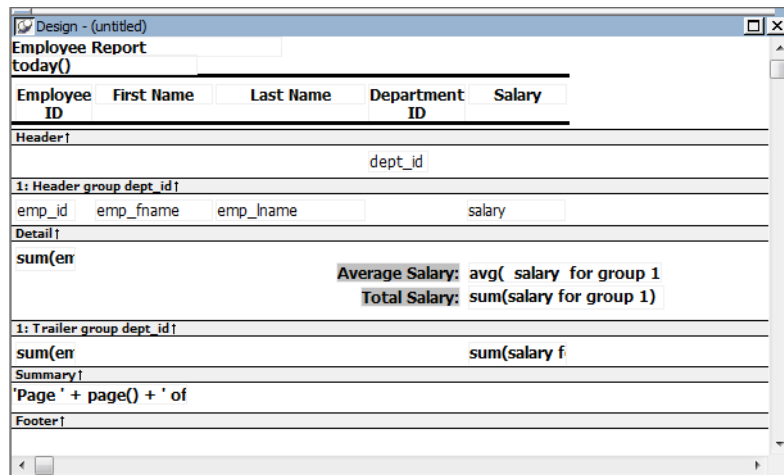 Design - (untitled)
Employee Report
today()
Employee ID First Name Last Name Department ID Salary
Header↑
dept_id
1: Header group dept_id↑
emp_id emp_fname emp_lname salary
Detail↑
sum(em
Average Salary: avg( salary for group 1
Total Salary: sum(salary for group 1)
1: Trailer group dept_id↑
sum(em sum(salary fo
Summary↑
'Page ' + page() + ' of
Footer↑